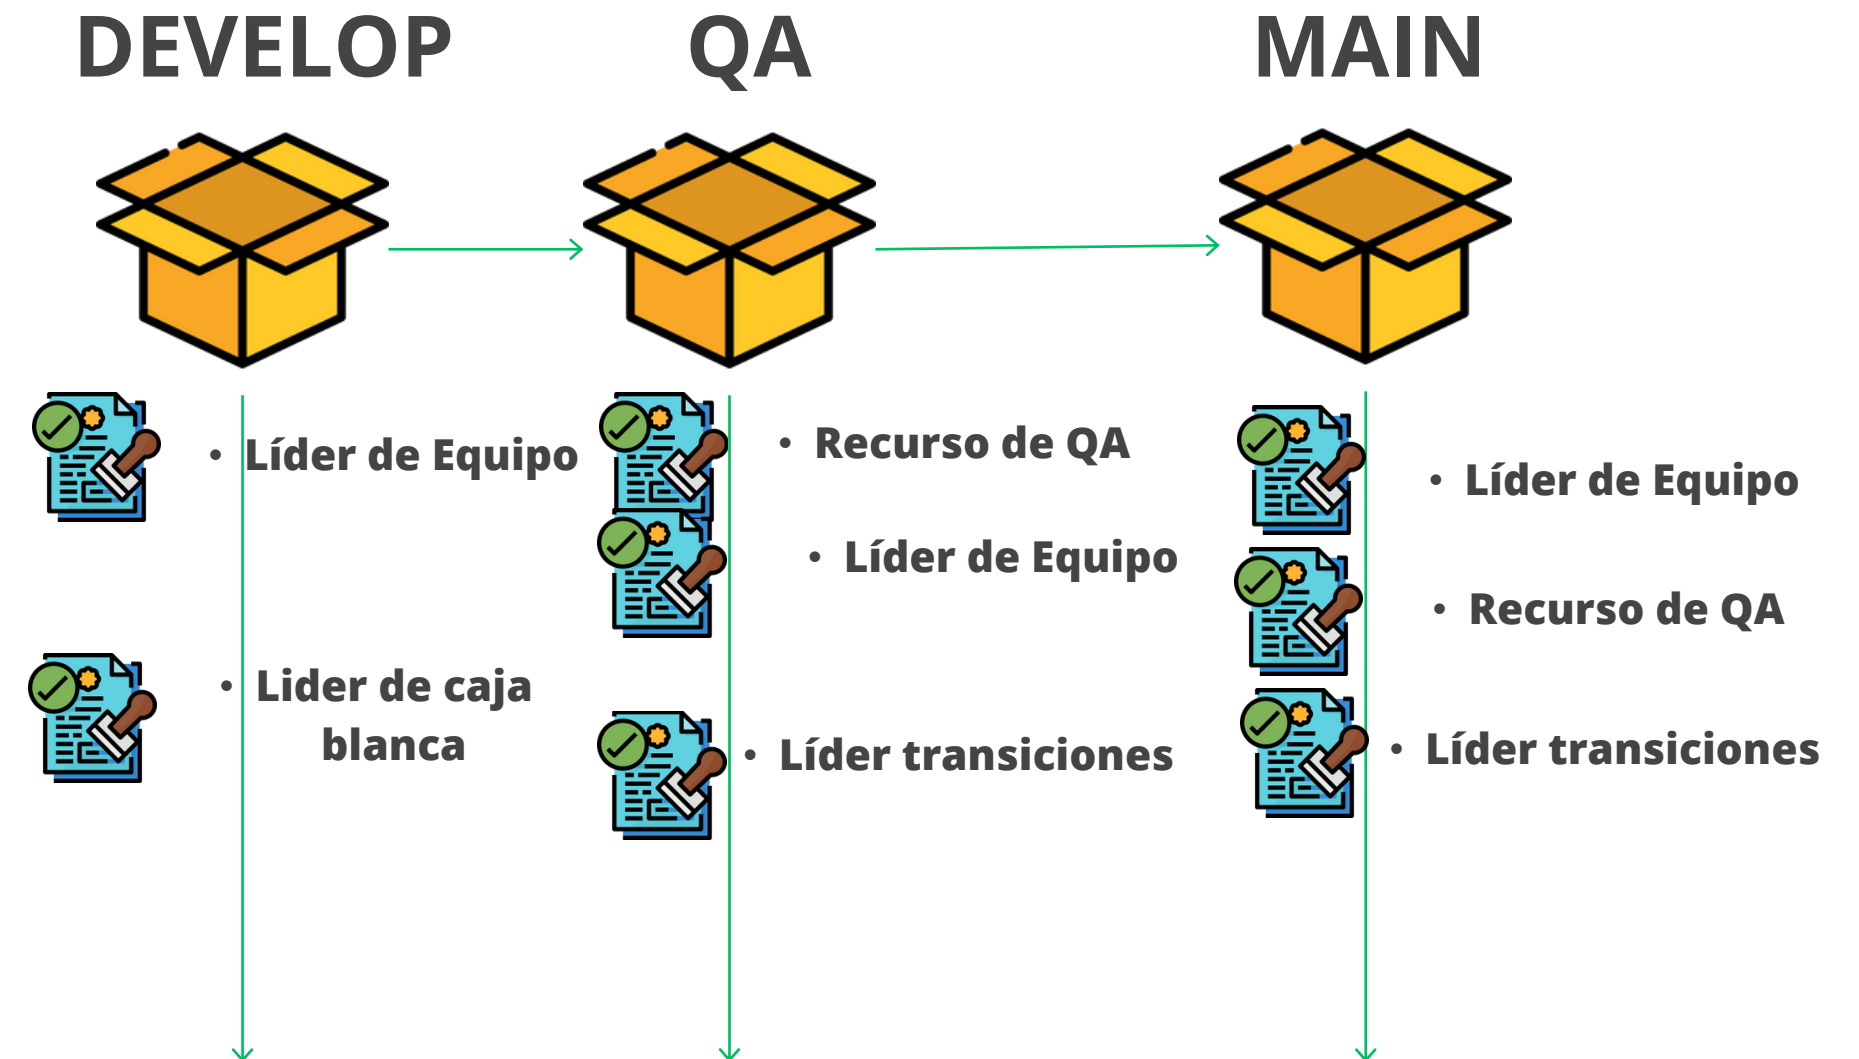 DEVELOP
QA
MAIN
• Líder de Equipo
• Lider de caja
blanca
• Recurso de QA
• Líder de Equipo
• Líder transiciones
• Líder de Equipo
• Recurso de QA
• Líder transiciones